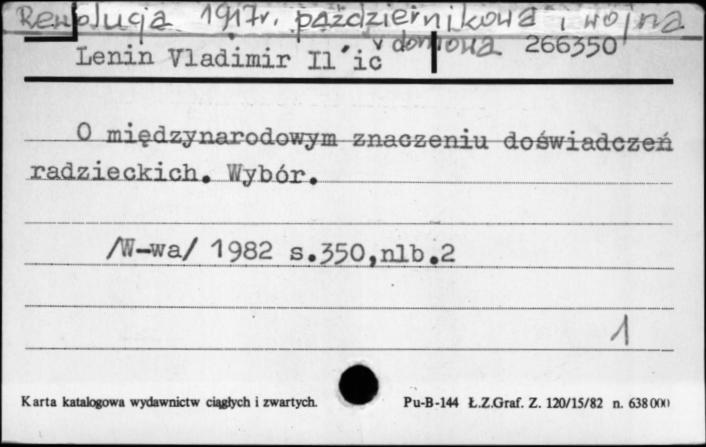 Rewolucja 1917r. październikowa i wojna
domowa 266350
Lenin Vladimir Il´ič
O międzynarodowym znaczeniu doświadczeń
radzieckich. Wybór.
/W-wa/ 1982 s.350,nlb.2
1
Karta katalogowa wydawnictw ciągłych i zwartych. Pu-B-144 Ł.Z.Graf. Z. 120/15/82 n. 638000